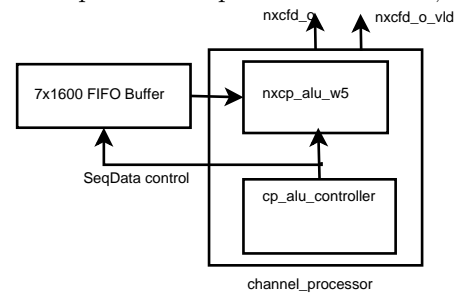 nxcfd_o
nxcfd_o_vld
7x1600 FIFO Buffer
nxcp_alu_w5
SeqData control
cp_alu_controller
channel_processor